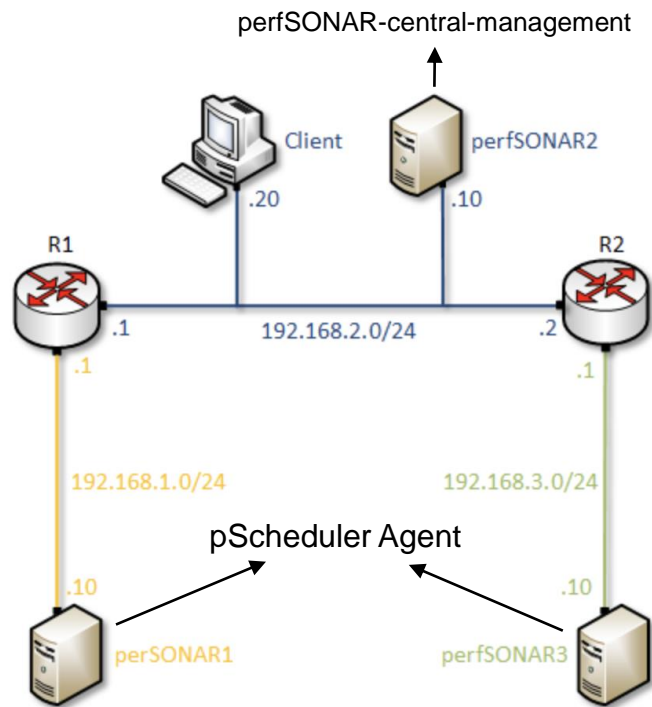 perfSONAR-central-management
Client
perfSONAR2
.20
.10
R1
R2
.1
192.168.2.0/24
.2
.1
.1
192.168.1.0/24
192.168.3.0/24
pScheduler Agent
.10
.10
perSONAR1
perfSONAR3